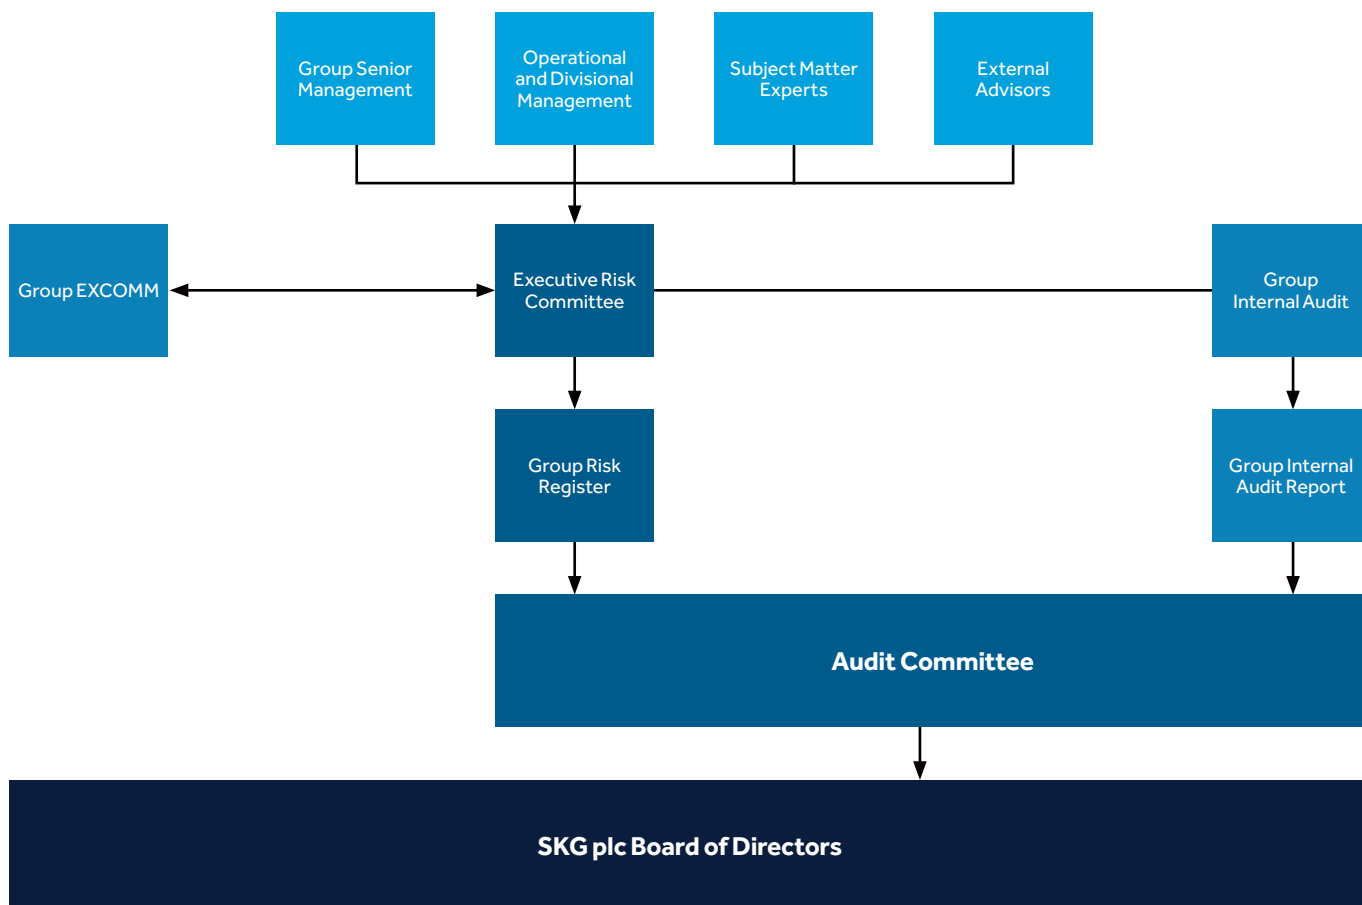 Group Senior
Management
Operational
and Divisional
Management
Subject Matter
Experts
External
Advisors
Group EXCOMM
Executive Risk
Committee
Group
Internal Audit
Group Risk
Register
Group Internal
Audit Report
Audit Committee
SKG plc Board of Directors